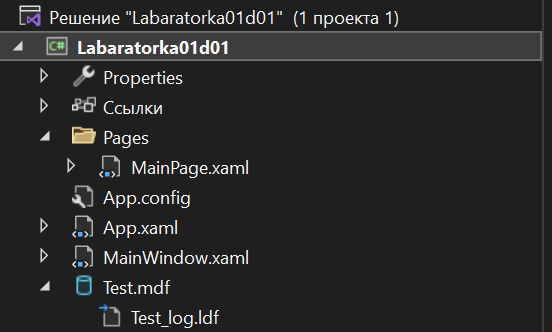 Решение "Labaratorka01d01" (1 проекта 1)
C# Labaratorka01d01
Properties
Ссылки
Pages
MainPage.xaml
App.config
App.xaml
MainWindow.xaml
Test.mdf
Test_log.ldf